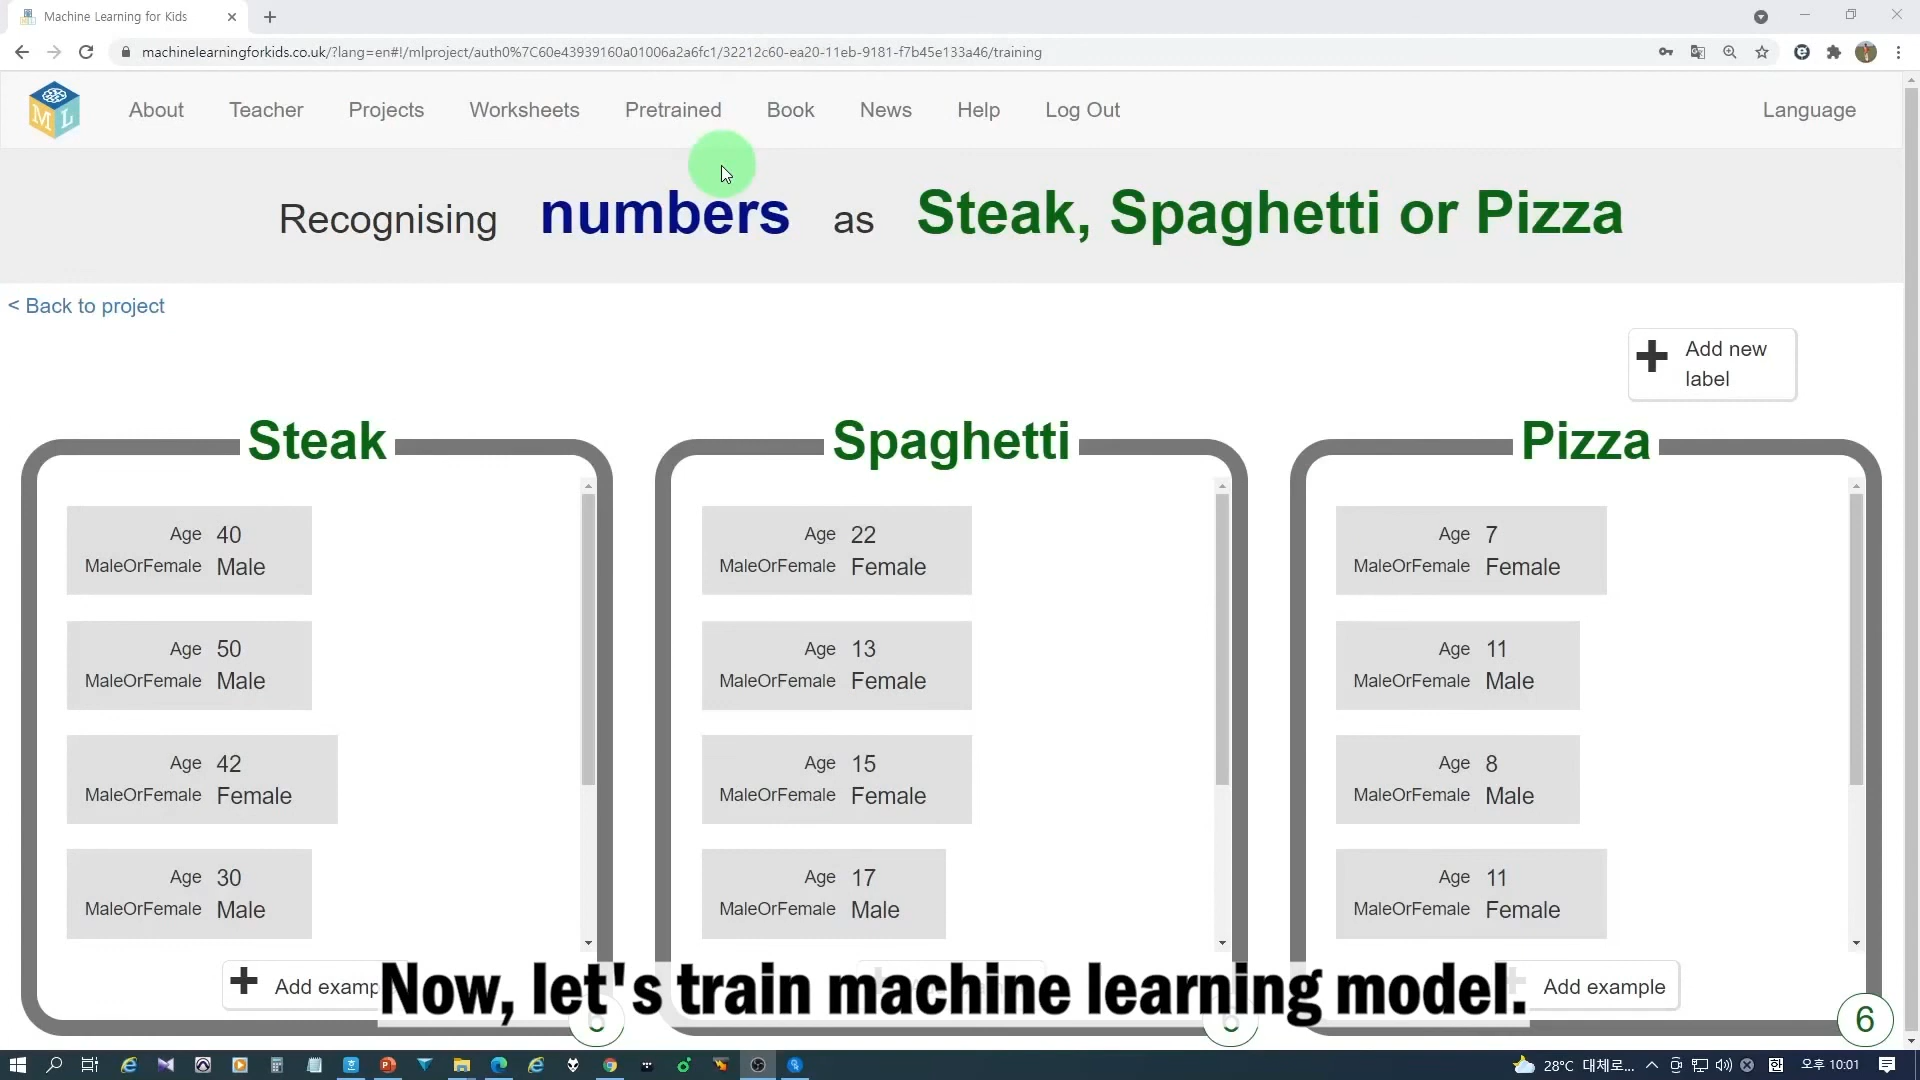 Machine Learning for Kids
machinelearningforkids.co.uk/?lang=en#!/mlproject/auth0%7C60e43939160a01006a2a6fc1/32212c60-ea20-11eb-9181-f7b45e133a46/training
About Teacher Projects Worksheets Pretrained Book News Help Log Out Language
Recognising numbers as Steak, Spaghetti or Pizza
< Back to project
Add new
label
Steak
Age 40
MaleOrFemale Male
Age 50
MaleOrFemale Male
Age 42
MaleOrFemale Female
Age 30
MaleOrFemale Male
Spaghetti
Age 22
MaleOrFemale Female
Age 13
MaleOrFemale Female
Age 15
MaleOrFemale Female
Age 17
MaleOrFemale Male
Pizza
Age 7
MaleOrFemale Female
Age 11
MaleOrFemale Male
Age 8
MaleOrFemale Male
Age 11
MaleOrFemale Female
Add examp
Add example
6
Now, let's train machine learning model.
28°C 대체로... 한 오후 10:01